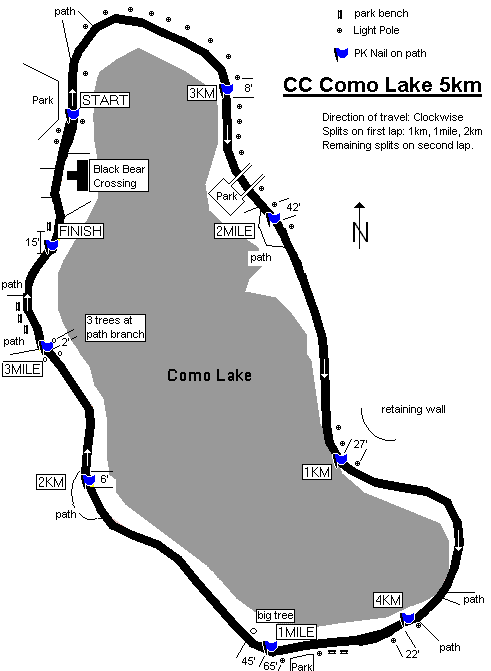 path
park bench
Light Pole
PK Nail on path
CC Como Lake 5km
3KM
8'
Park
START
Direction of travel: Clockwise
Splits on first lap: 1km, 1mile, 2km
Remaining splits on second lap.
Black Bear
Crossing
Park
42'
2MILE
N
FINISH
15'
path
path
3 trees at
path branch
path
2'
3MILE
Como Lake
retaining wall
27'
1KM
2KM
6'
path
4KM
path
big tree
1MILE
path
45'
65'
Park
22'